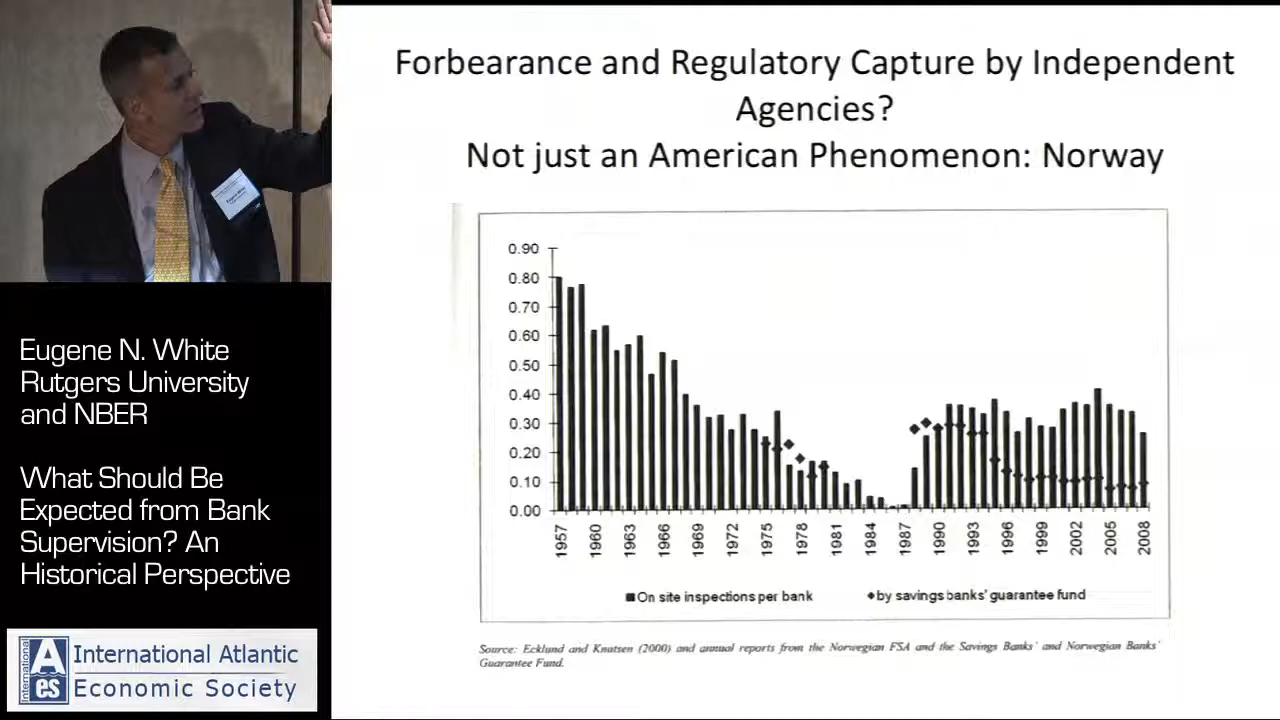 Forbearance and Regulatory Capture by Independent
Agencies?
Not just an American Phenomenon: Norway
0.90
0.80
0.70
0.60
0.50
0.40
0.30
0.20
0.10
0.00
1957
1960
1963
1966
1969
1972
1975
1978
1981
1984
1987
1990
1993
1996
1999
2002
2005
2008
On site inspections per bank
by savings banks' guarantee fund
Source: Ecklund and Knutsen (2000) and annual reports from the Norwegian FSA and the Savings Banks' and Norwegian Banks'
Guarantee Fund.
Eugene N. White
Rutgers University
and NBER
What Should Be
Expected from Bank
Supervision? An
Historical Perspective
International
A
es
International Atlantic
Economic Society